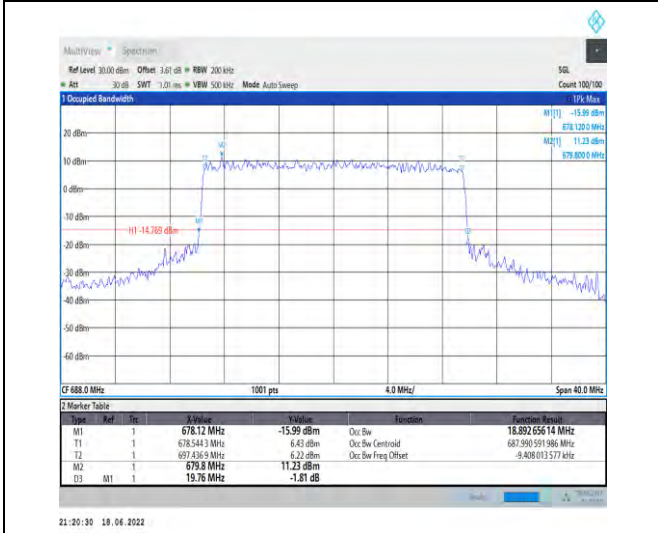 MultiView Spectrum
Ref Level 30.00 dBm Offset 3.61 dB RBW 200 kHz SGL
Att 30 dB SWT 1.01 ms VBW 500 kHz Mode Auto Sweep Count 100/100
1 Occupied Bandwidth 1Pk Max
M1[1] -15.99 dBm
678.1200 MHz
M2[1] 11.23 dBm
679.8000 MHz
20 dBm
M2
T1
10 dBm
0 dBm
-10 dBm
M1
H1 -14.769 dBm
D3
-20 dBm
-30 dBm
-40 dBm
-50 dBm
-60 dBm
CF 688.0 MHz 1001 pts 4.0 MHz/ Span 40.0 MHz
2 Marker Table
Type Ref Trc X-Value Y-Value Function Function Result
M1 1 678.12 MHz -15.99 dBm Occ Bw 18.892 656 14 MHz
T1 1 678.544 3 MHz 6.43 dBm Occ Bw Centroid 687.990 591 986 MHz
T2 1 697.436 9 MHz 6.22 dBm Occ Bw Freq Offset -9.408 013 577 kHz
M2 1 679.8 MHz 11.23 dBm
D3 M1 1 19.76 MHz -1.81 dB
21:20:30 18.06.2022